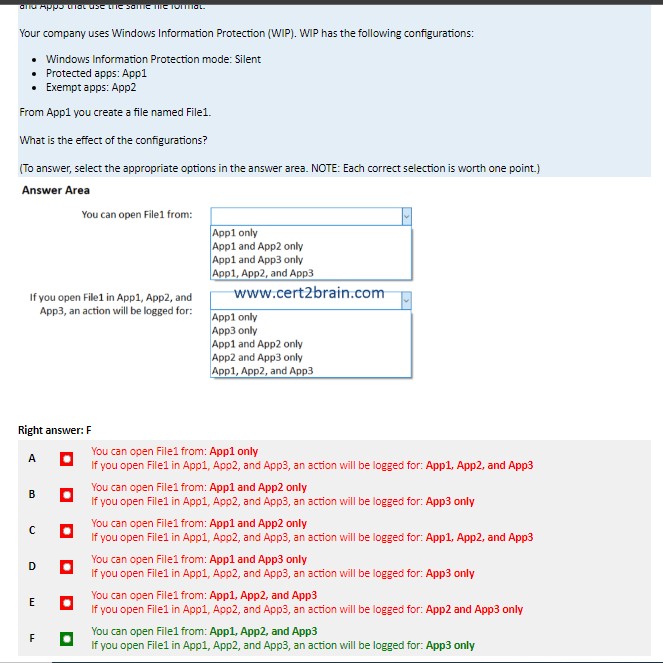 and Apps that use the same file format.
Your company uses Windows Information Protection (WIP). WIP has the following configurations:
• Windows Information Protection mode: Silent
• Protected apps: App1
• Exempt apps: App2
From App1 you create a file named File1.
What is the effect of the configurations?
(To answer, select the appropriate options in the answer area. NOTE: Each correct selection is worth one point.)
Answer Area
You can open File1 from:
App1 only
App1 and App2 only
App1 and App3 only
App1, App2, and App3
www.cert2brain.com
If you open File1 in App1, App2, and
App3, an action will be logged for:
App1 only
App3 only
App1 and App2 only
App2 and App3 only
App1, App2, and App3
Right answer: F
A
You can open File1 from: App1 only
If you open File1 in App1, App2, and App3, an action will be logged for: App1, App2, and App3
B
You can open File1 from: App1 and App2 only
If you open File1 in App1, App2, and App3, an action will be logged for: App3 only
C
You can open File1 from: App1 and App2 only
If you open File1 in App1, App2, and App3, an action will be logged for: App1, App2, and App3
D
You can open File1 from: App1 and App3 only
If you open File1 in App1, App2, and App3, an action will be logged for: App3 only
E
You can open File1 from: App1, App2, and App3
If you open File1 in App1, App2, and App3, an action will be logged for: App2 and App3 only
F
You can open File1 from: App1, App2, and App3
If you open File1 in App1, App2, and App3, an action will be logged for: App3 only